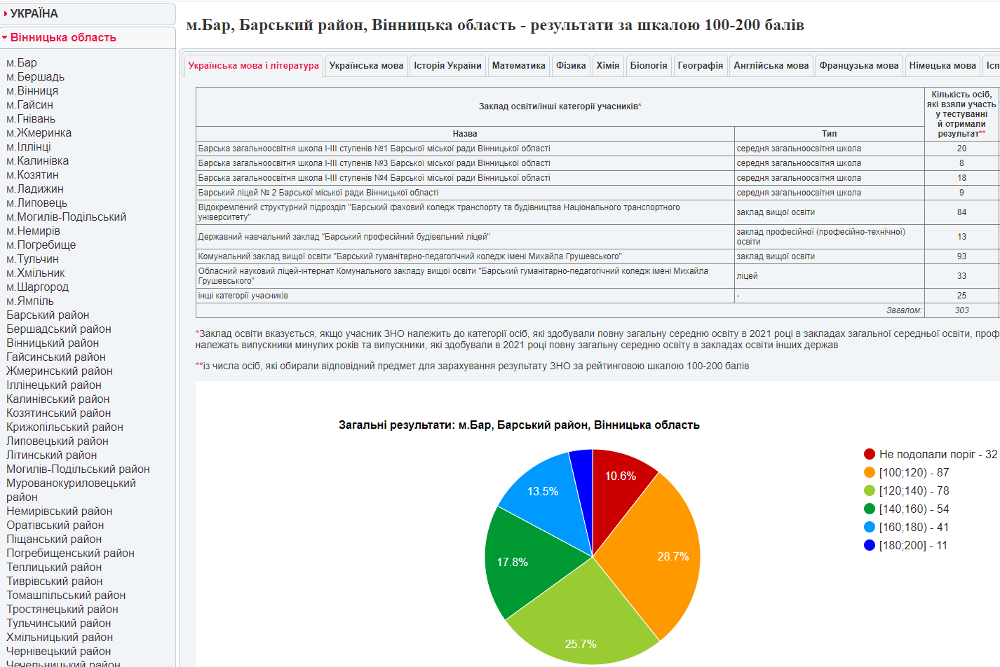 УКРАЇНА
Вінницька область
м.Бар
м.Бершадь
м.Вінниця
м.Гайсин
м.Гнівань
м.Жмеринка
м.Іллінці
м.Калинівка
м.Козятин
м.Ладижин
м.Липовець
м.Могилів-Подільський
м.Немирів
м.Погребище
м.Тульчин
м.Хмільник
м.Шаргород
м.Ямпіль
Барський район
Бершадський район
Вінницький район
Гайсинський район
Жмеринський район
Іллінецький район
Калинівський район
Козятинський район
Крижопільський район
Липовецький район
Літинський район
Могилів-Подільський район
Мурованокуриловецький
район
Немирівський район
Оратівський район
Піщанський район
Погребищенський район
Теплицький район
Тиврівський район
Томашпільський район
Тростянецький район
Тульчинський район
Хмільницький район
Чернівецький район
Чечельницький район
м.Бар, Барський район, Вінницька область - результати за шкалою 100-200 балів
Українська мова і література Українська мова Історія України Математика Фізика Хімія Біологія Географія Англійська мова Французька мова Німецька мова Ісп
Заклад освіти/інші категорії учасників*
Кількість осіб,
які взяли участь
у тестуванні
й отримали
результат**
Назва Тип
Барська загальноосвітня школа І-ІІІ ступенів №1 Барської міської ради Вінницької області середня загальноосвітня школа 20
Барська загальноосвітня школа І-ІІІ ступенів №3 Барської міської ради Вінницької області середня загальноосвітня школа 8
Барська загальноосвітня школа І-ІІІ ступенів №4 Барської міської ради Вінницької області середня загальноосвітня школа 18
Барський ліцей № 2 Барської міської ради Вінницької області середня загальноосвітня школа 9
Відокремлений структурний підрозділ "Барський фаховий коледж транспорту та будівництва Національного транспортного
університету" заклад вищої освіти 84
Державний навчальний заклад "Барський професійний будівельний ліцей" заклад професійної (професійно-технічної)
освіти 13
Комунальний заклад вищої освіти "Барський гуманітарно-педагогічний коледж імені Михайла Грушевського" заклад вищої освіти 93
Обласний науковий ліцей-інтернат Комунального закладу вищої освіти "Барський гуманітарно-педагогічний коледж імені Михайла
Грушевського" ліцей 33
інші категорії учасників - 25
Загалом: 303
*Заклад освіти вказується, якщо учасник ЗНО належить до категорії осіб, які здобували повну загальну середню освіту в 2021 році в закладах загальної середньої освіти, проф
належать випускники минулих років та випускники, які здобували в 2021 році повну загальну середню освіту в закладах освіти інших держав
**із числа осіб, які обирали відповідний предмет для зарахування результату ЗНО за рейтинговою шкалою 100-200 балів
Загальні результати: м.Бар, Барський район, Вінницька область
10.6%
28.7%
25.7%
17.8%
13.5%
Не подолали поріг - 32
[100;120) - 87
[120;140) - 78
[140;160) - 54
[160;180) - 41
[180;200] - 11